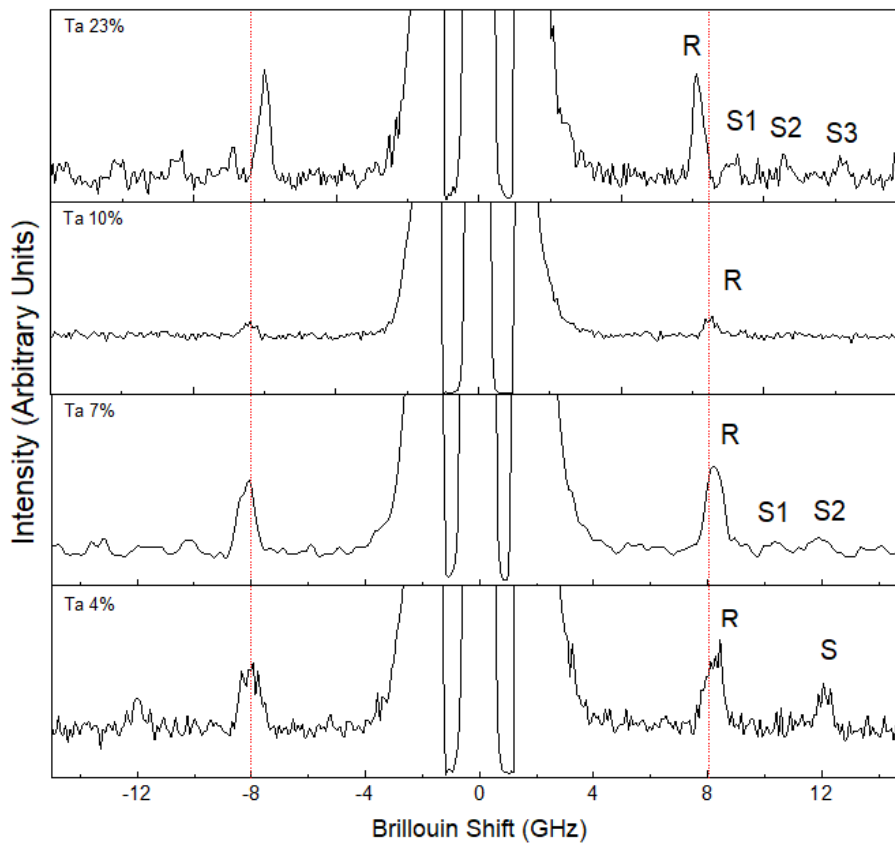 Ta 23%
R
S1
S2
S3
Ta 10%
R
Ta 7%
R
S1
S2
Ta 4%
R
S
Intensity (Arbitrary Units)
-12 -8 -4 0 4 8 12
Brillouin Shift (GHz)